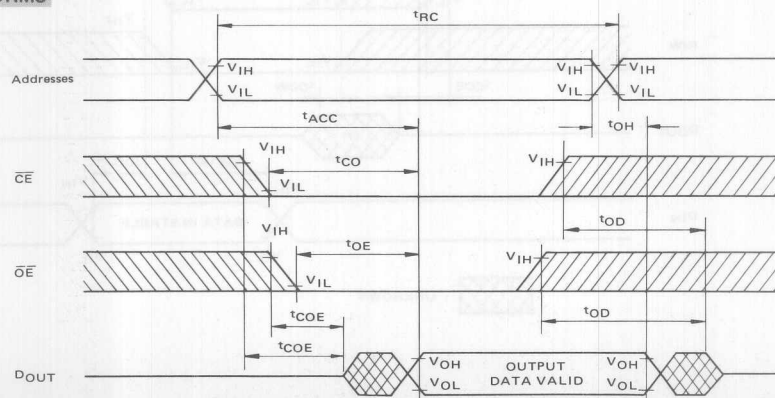 tRC
Addresses
VIH
VIL
VIH
VIL
VIH
VIL
tACC
tOH
CE
VIH
VIL
tCO
VIH
tOD
OE
VIH
VIL
tOE
VIH
tOD
tCOE
tCOE
DOUT
VOH
VOL
OUTPUT
DATA VALID
VOH
VOL